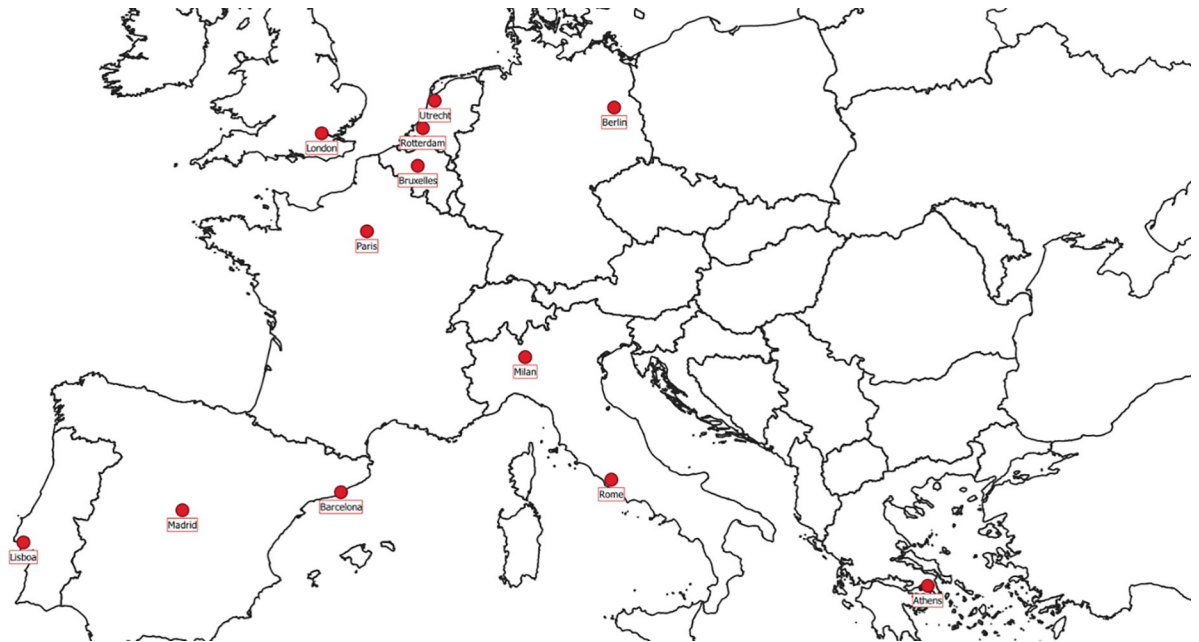 Utrecht
Berlin
London
Rotterdam
Bruxelles
Paris
Milan
Rome
Barcelona
Madrid
Lisboa
Athens